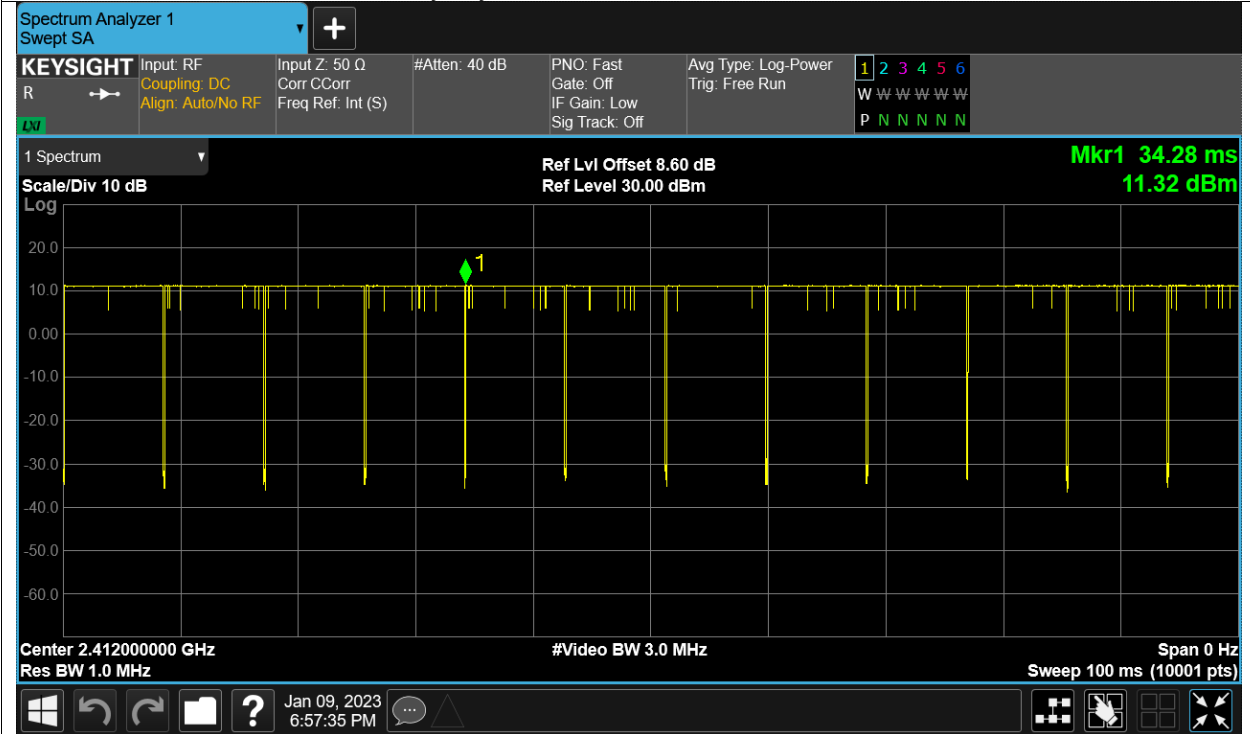 Spectrum Analyzer 1
Swept SA
+
KEYSIGHT
R
LXI
Input: RF
Coupling: DC
Align: Auto/No RF
Input Z: 50 Ω
Corr CCorr
Freq Ref: Int (S)
#Atten: 40 dB
PNO: Fast
Gate: Off
IF Gain: Low
Sig Track: Off
Avg Type: Log-Power
Trig: Free Run
1 2 3 4 5 6
W W W W W W
P N N N N N
1 Spectrum
Scale/Div 10 dB
Ref Lvl Offset 8.60 dB
Ref Level 30.00 dBm
Mkr1 34.28 ms
11.32 dBm
Log
1
20.0
10.0
0.00
-10.0
-20.0
-30.0
-40.0
-50.0
-60.0
Center 2.412000000 GHz
#Video BW 3.0 MHz
Span 0 Hz
Res BW 1.0 MHz
Sweep 100 ms (10001 pts)
?
Jan 09, 2023
6:57:35 PM